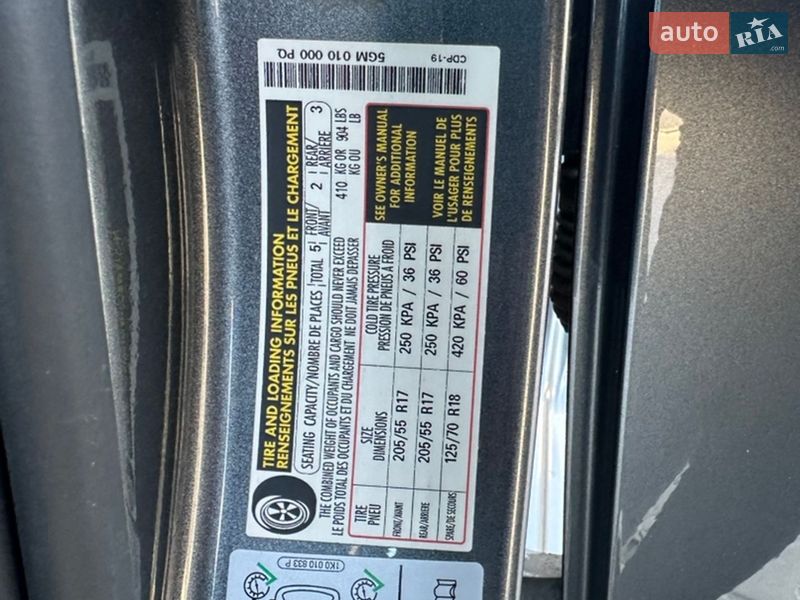 auto RIA
.com
CDP-19
5GM 010 000 PQ
TIRE AND LOADING INFORMATION
RENSEIGNEMENTS SUR LES PNEUS ET LE CHARGEMENT
SEATING CAPACITY/NOMBRE DE PLACES TOTAL 5 FRONT/AVANT 2 REAR/ARRIÈRE 3
THE COMBINED WEIGHT OF OCCUPANTS AND CARGO SHOULD NEVER EXCEED 410 KG OR 904 LBS
LE POIDS TOTAL DES OCCUPANTS ET DU CHARGEMENT NE DOIT JAMAIS DEPASSER KG OU LB
TIRE
PNEU
SIZE
DIMENSIONS
COLD TIRE PRESSURE
PRESSION DE PNEUS À FROID
FRONT/AVANT 205/55 R17 250 KPA / 36 PSI
REAR/ARRIERE 205/55 R17 250 KPA / 36 PSI
SPARE/DE SECOURS 125/70 R18 420 KPA / 60 PSI
SEE OWNER'S MANUAL
FOR ADDITIONAL
INFORMATION
VOIR LE MANUEL DE
L'USAGER POUR PLUS
DE RENSEIGNEMENTS
1K0 010 833 P